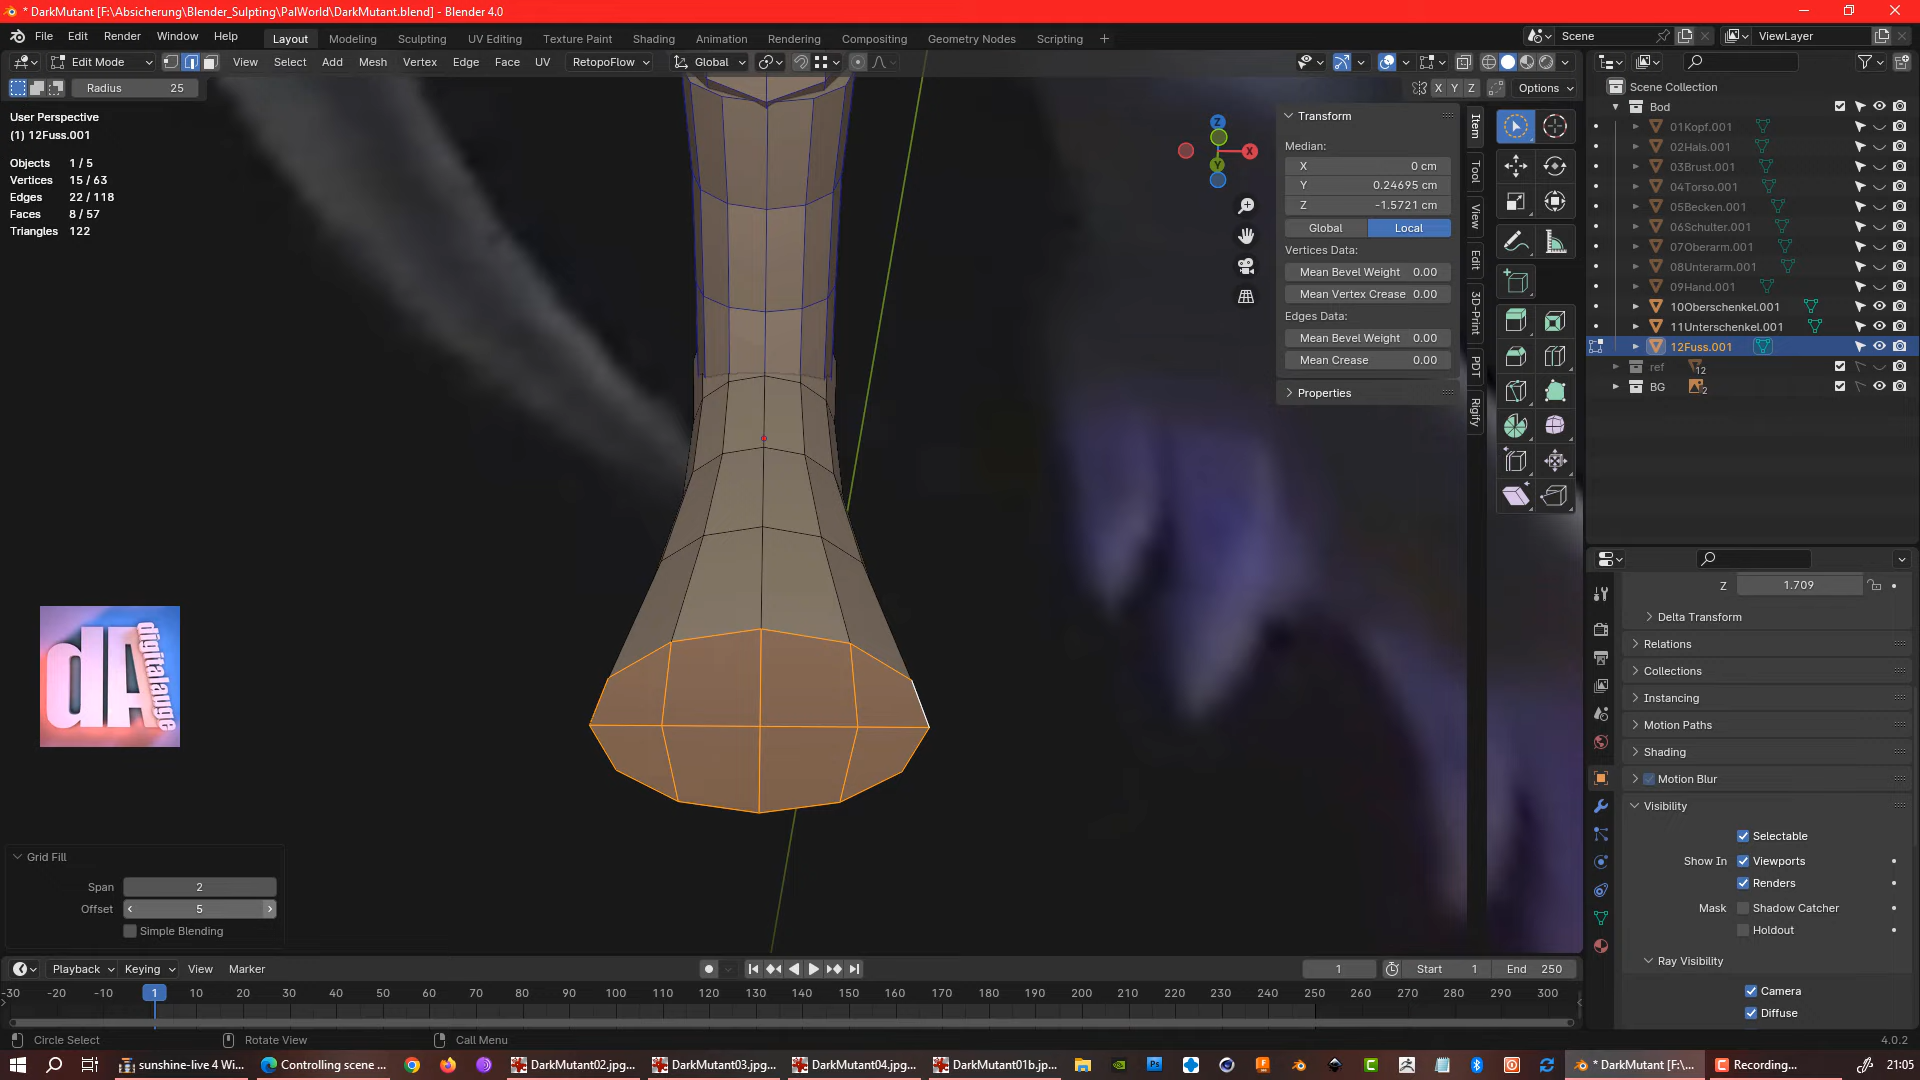 * DarkMutant [F:\Absicherung\Blender_Sulpting\PalWorld\DarkMutant.blend] - Blender 4.0
File Edit Render Window Help
Layout Modeling Sculpting UV Editing Texture Paint Shading Animation Rendering Compositing Geometry Nodes Scripting +
Scene ViewLayer
Edit Mode View Select Add Mesh Vertex Edge Face UV RetopoFlow Global
Radius 25
X Y Z Options
User Perspective
(1) 12Fuss.001
Objects 1 / 5
Vertices 15 / 63
Edges 22 / 118
Faces 8 / 57
Triangles 122
Z
X
Y
Transform
Median:
X 0 cm
Y 0.24695 cm
Z -1.5721 cm
Global Local
Vertices Data:
Mean Bevel Weight 0.00
Mean Vertex Crease 0.00
Edges Data:
Mean Bevel Weight 0.00
Mean Crease 0.00
Properties
Item
Tool
View
Edit
3D-Print
PDT
Rigify
Scene Collection
Bod
01Kopf.001
02Hals.001
03Brust.001
04Torso.001
05Becken.001
06Schulter.001
07Oberarm.001
08Unterarm.001
09Hand.001
10Oberschenkel.001
11Unterschenkel.001
12Fuss.001
ref 12
BG 2
Z 1.709
Delta Transform
Relations
Collections
Instancing
Motion Paths
Shading
Motion Blur
Visibility
Selectable
Show In Viewports
Renders
Mask Shadow Catcher
Holdout
Ray Visibility
Camera
Diffuse
dA
digitalange
Grid Fill
Span 2
Offset 5
Simple Blending
Playback Keying View Marker
1 Start 1 End 250
-30 -20 -10 1 10 20 30 40 50 60 70 80 90 100 110 120 130 140 150 160 170 180 190 200 210 220 230 240 250 260 270 280 290 300
Circle Select Rotate View Call Menu 4.0.2
sunshine-live 4 Wi... Controlling scene ... DarkMutant02.jpg... DarkMutant03.jpg... DarkMutant04.jpg... DarkMutant01b.jp... * DarkMutant [F:\... Recording... 21:05